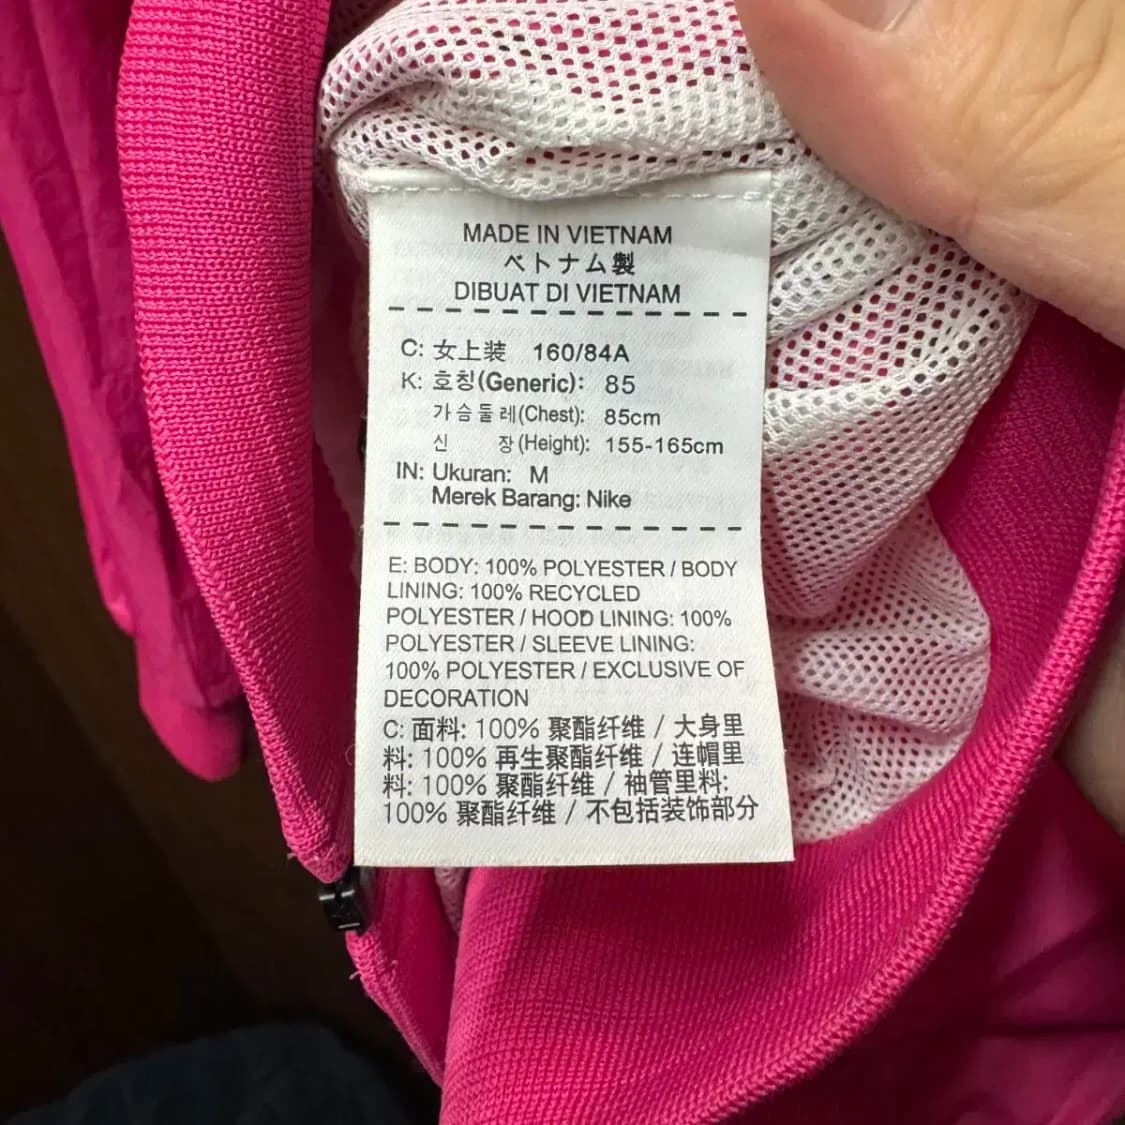 MADE IN VIETNAM
ベトナム製
DIBUAT DI VIETNAM
C: 女上装 160/84A
K: 호칭(Generic): 85
가슴둘레(Chest): 85cm
신 장(Height): 155-165cm
IN: Ukuran: M
Merek Barang: Nike
E: BODY: 100% POLYESTER / BODY
LINING: 100% RECYCLED
POLYESTER / HOOD LINING: 100%
POLYESTER / SLEEVE LINING:
100% POLYESTER / EXCLUSIVE OF
DECORATION
C: 面料: 100% 聚酯纤维 / 大身里
料: 100% 再生聚酯纤维 / 连帽里
料: 100% 聚酯纤维 / 袖管里料:
100% 聚酯纤维 / 不包括装饰部分